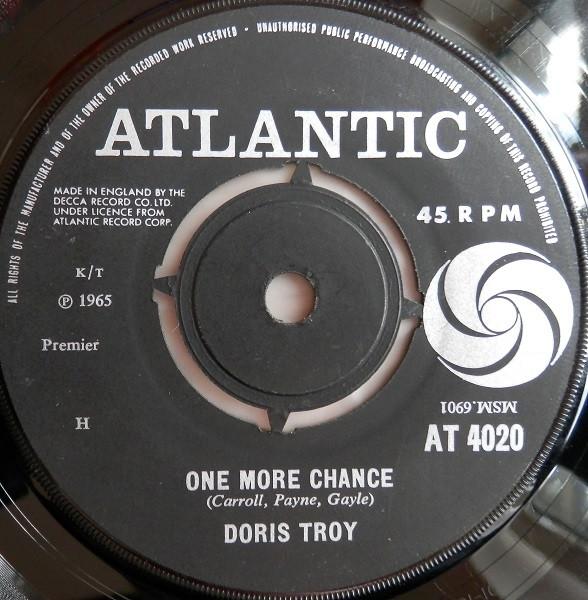 ALL RIGHTS OF THE MANUFACTURER AND OF THE OWNER OF THE RECORDED WORK RESERVED · UNAUTHORISED PUBLIC PERFORMANCE BROADCASTING AND COPYING OF THIS RECORD PROHIBITED
ATLANTIC
MADE IN ENGLAND BY THE
DECCA RECORD CO. LTD.
UNDER LICENCE FROM
ATLANTIC RECORD CORP.
45. RPM
K/T
℗ 1965
Premier
H
MSM.6901
AT 4020
ONE MORE CHANCE
(Carroll, Payne, Gayle)
DORIS TROY